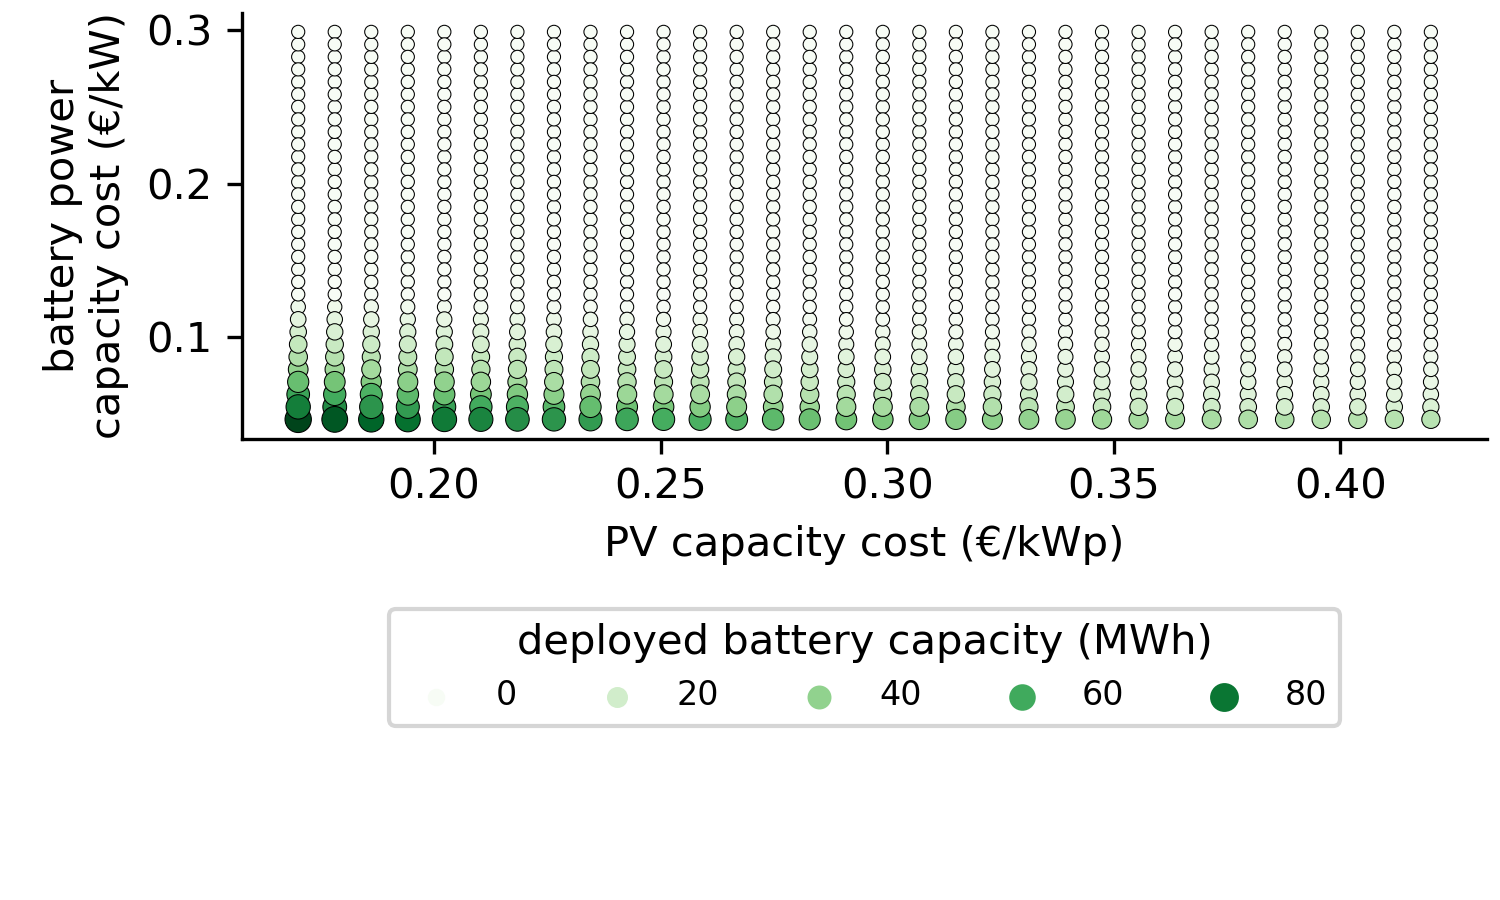 battery power
capacity cost (€/kW)
0.3
0.2
0.1
0.20 0.25 0.30 0.35 0.40
PV capacity cost (€/kWp)
deployed battery capacity (MWh)
0 20 40 60 80